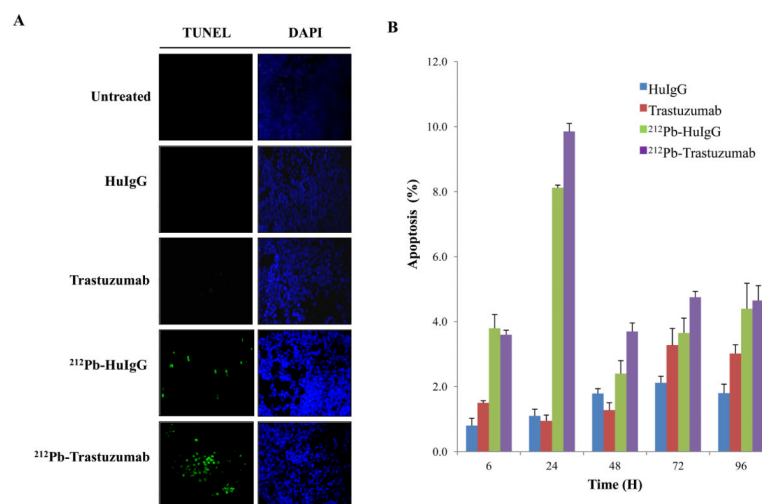 A
TUNEL DAPI
Untreated
HuIgG
Trastuzumab
²¹²Pb-HuIgG
²¹²Pb-Trastuzumab
B
12.0
10.0
8.0
6.0
4.0
2.0
0.0
Apoptosis (%)
HuIgG
Trastuzumab
²¹²Pb-HuIgG
²¹²Pb-Trastuzumab
6 24 48 72 96
Time (H)